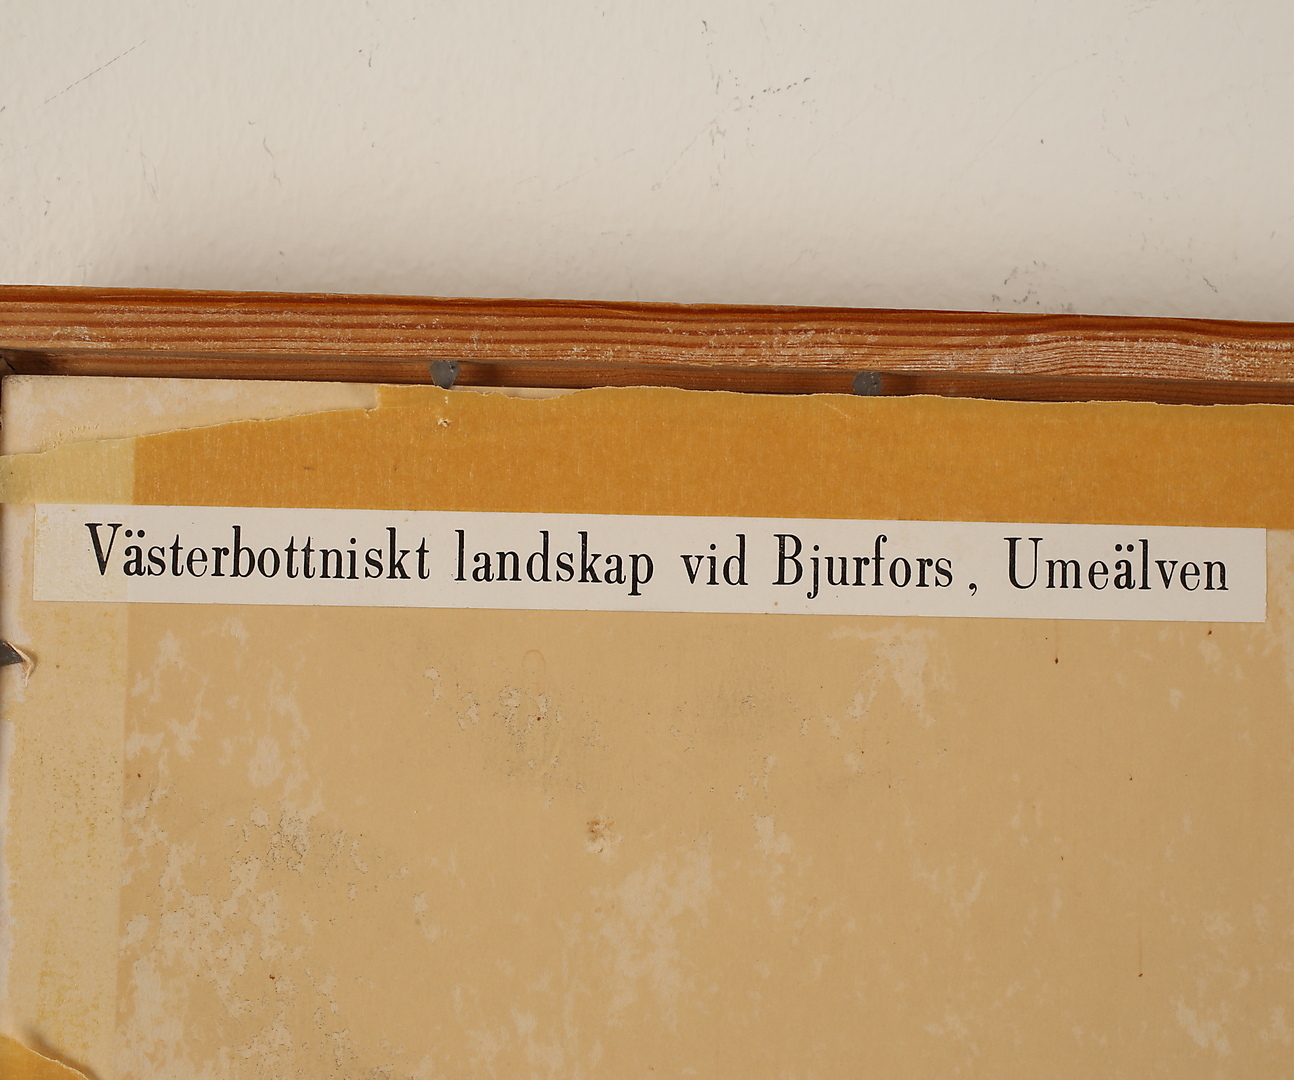 Västerbottniskt landskap vid Bjurfors, Umeälven